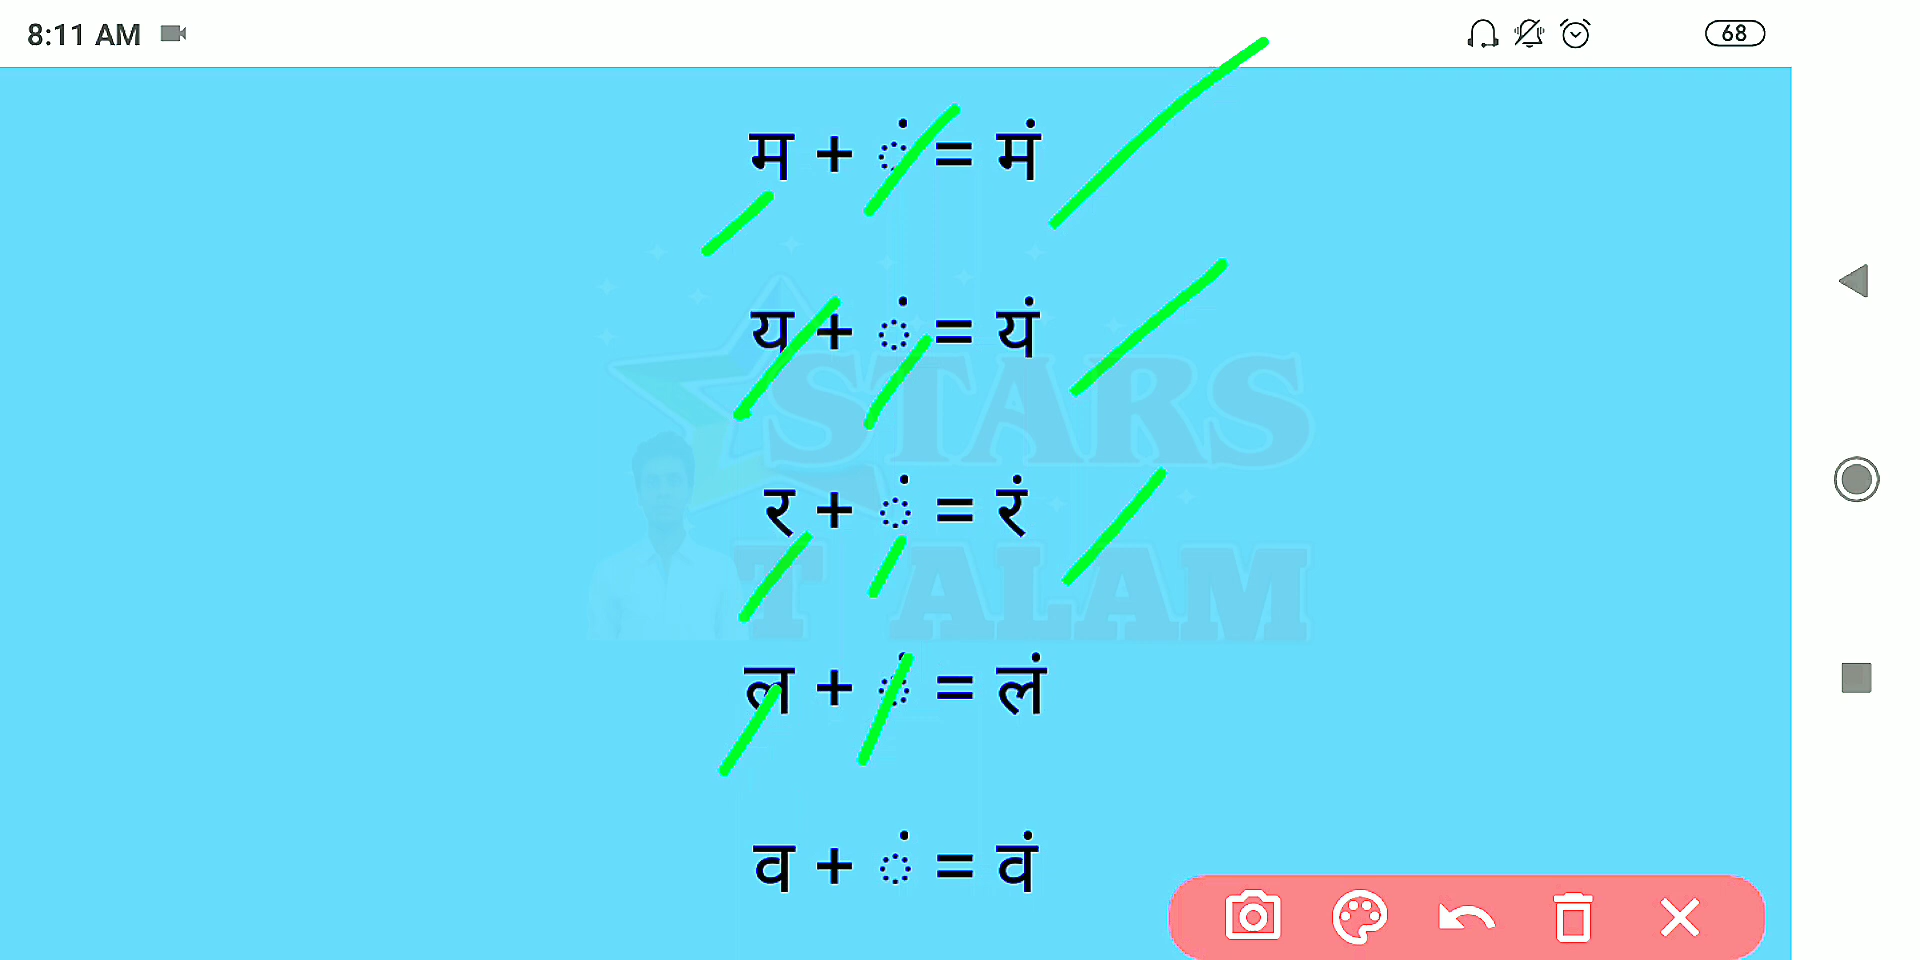 8:11 AM 68
म + ं = मं
य + ं = यं
STARS
र + ं = रं
T ALAM
ल + ं = लं
व + ं = वं